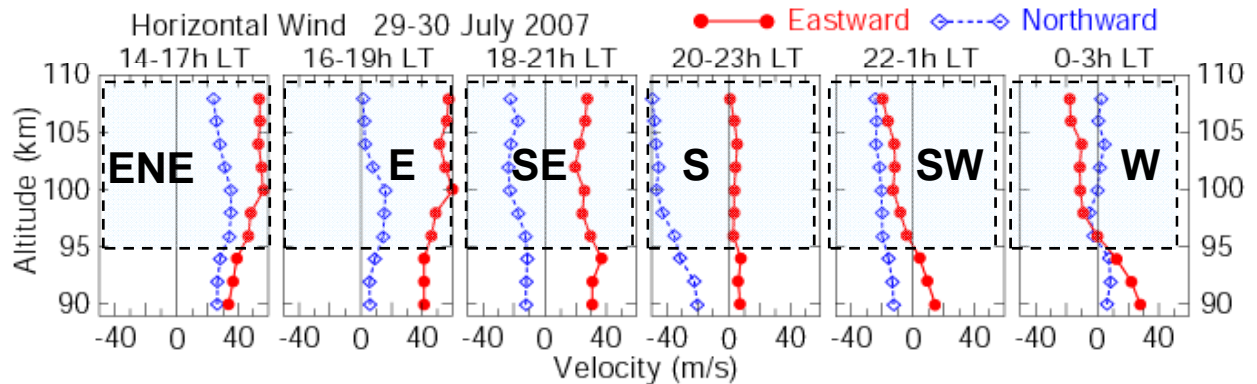 Horizontal Wind 29-30 July 2007 Eastward Northward
14-17h LT 16-19h LT 18-21h LT 20-23h LT 22-1h LT 0-3h LT
110 110
105 105
ENE E SE S SW W
100 100
95 95
90 90
Altitude (km)
-40 0 40 -40 0 40 -40 0 40 -40 0 40 -40 0 40 -40 0 40
Velocity (m/s)